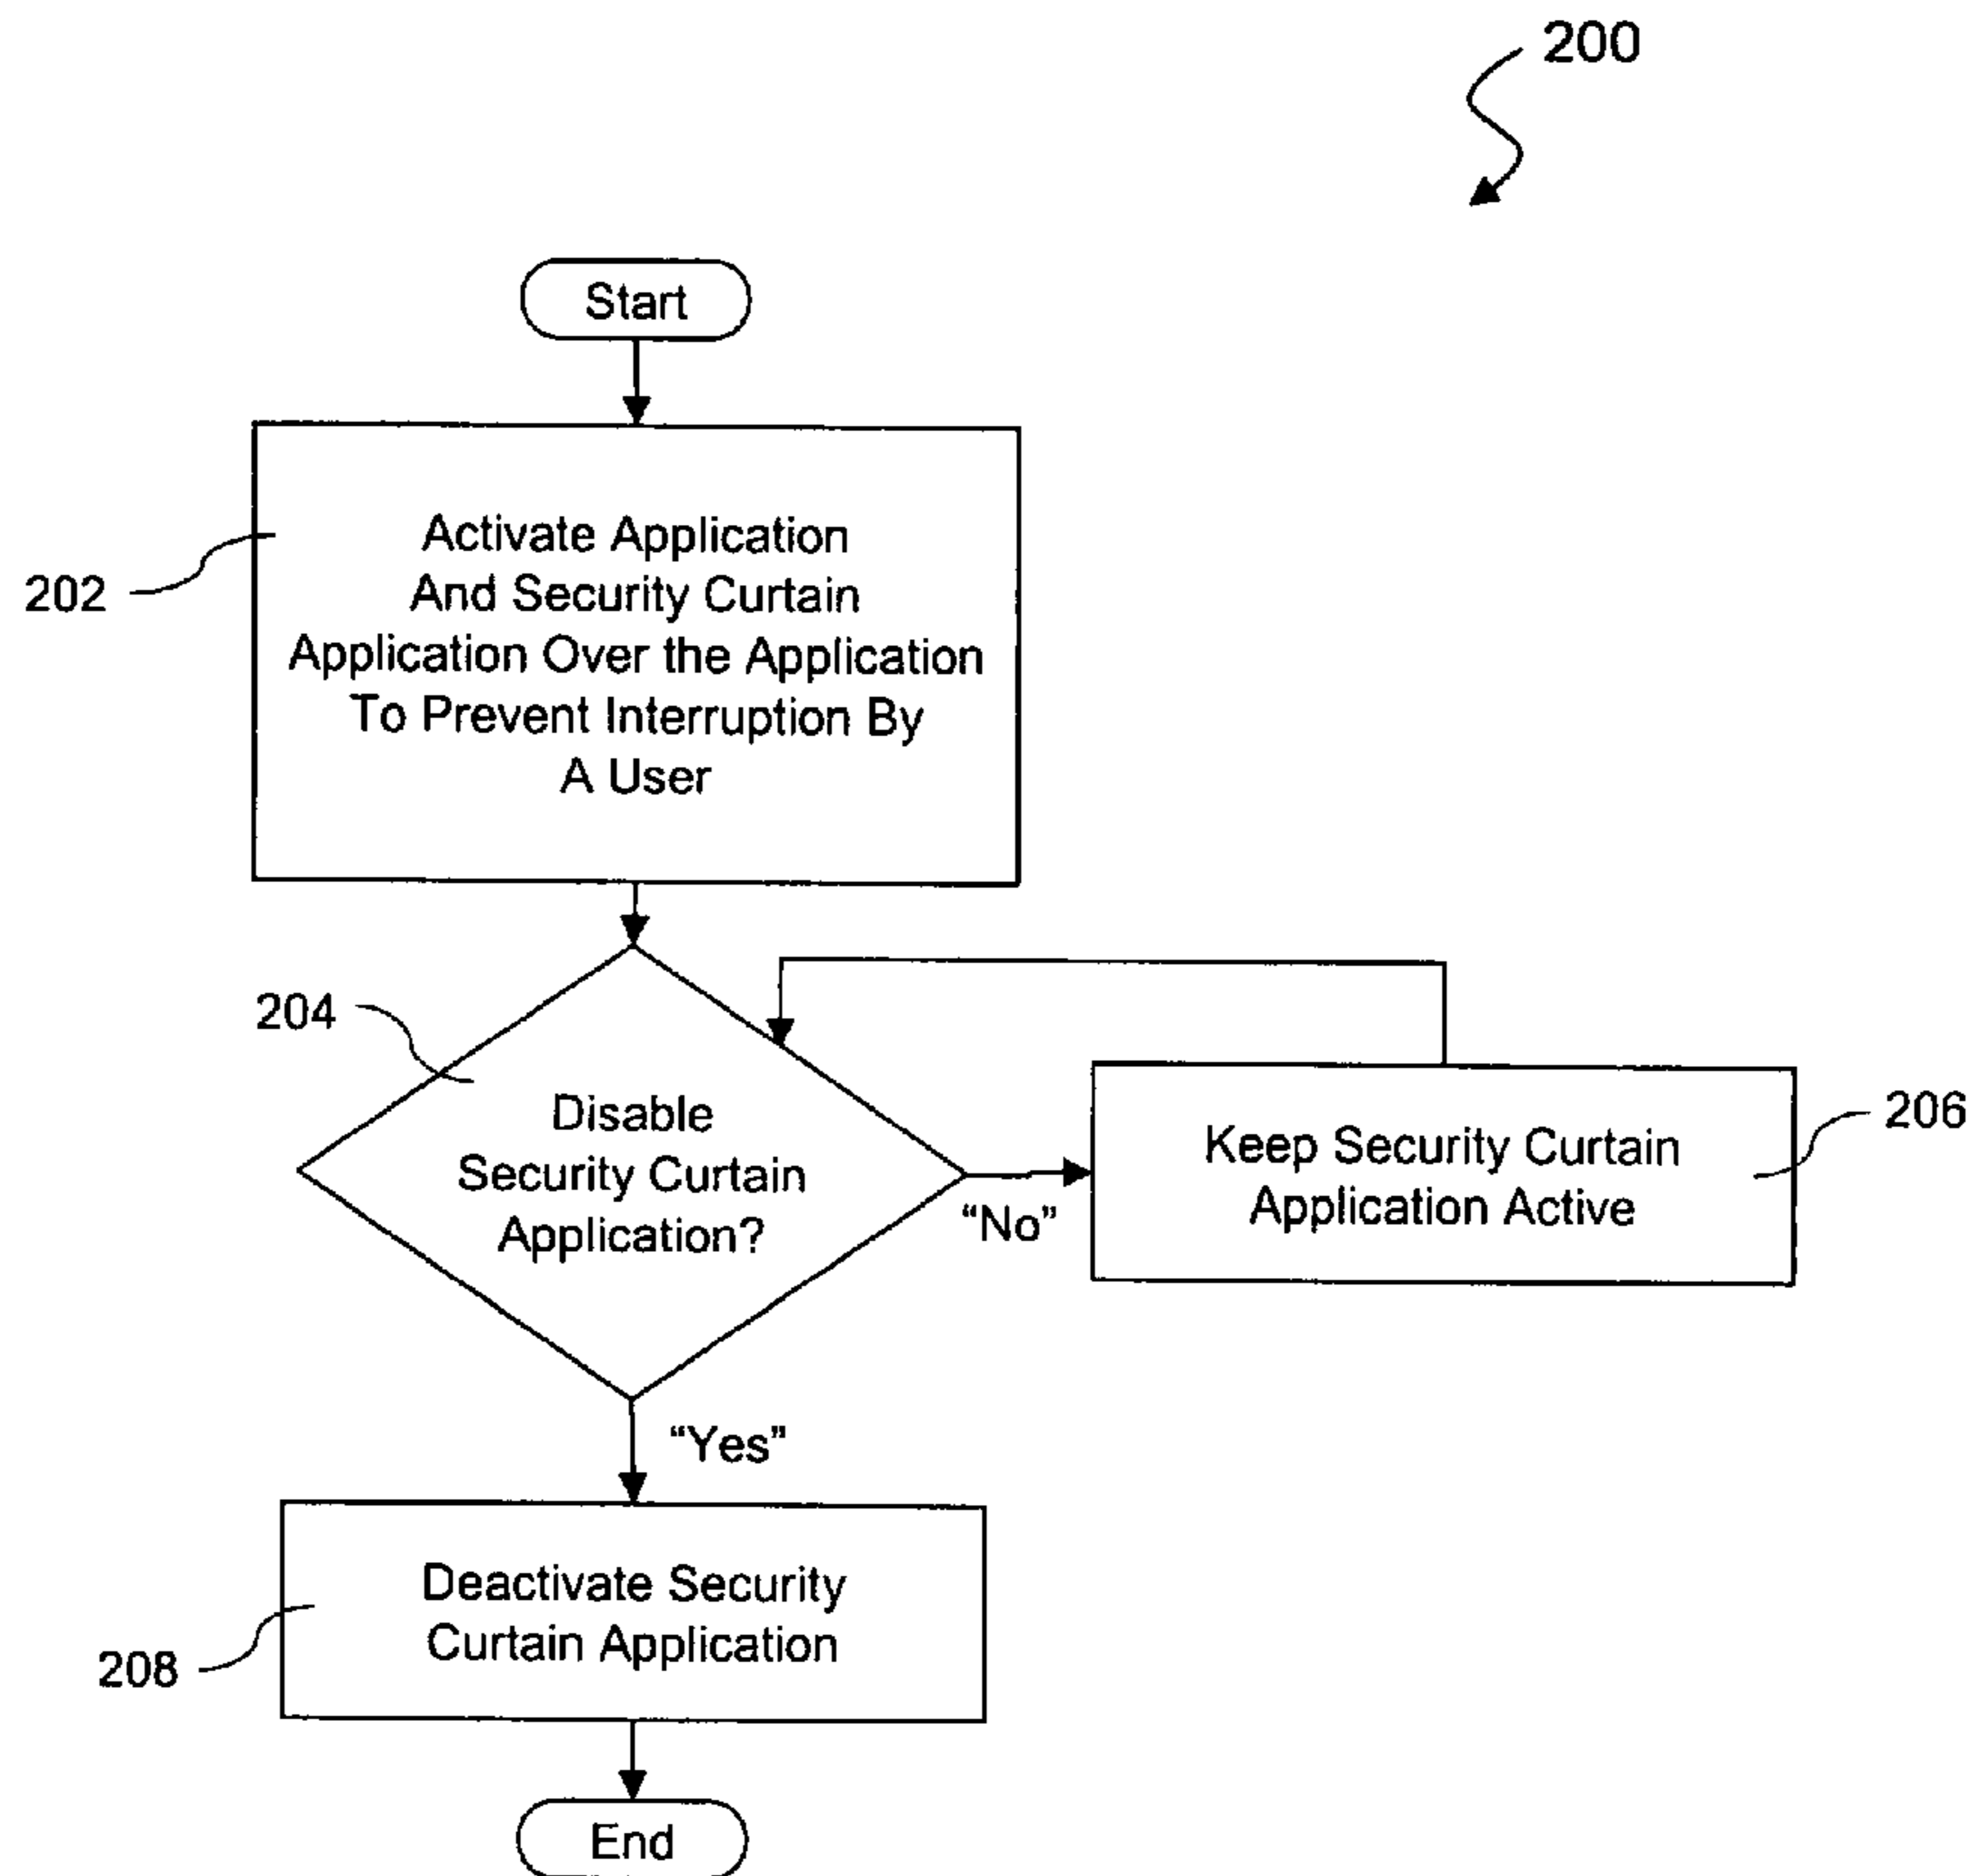 200
Start
202
Activate Application
And Security Curtain
Application Over the Application
To Prevent Interruption By
A User
204
Disable
Security Curtain
Application?
“No”
Keep Security Curtain
Application Active
206
“Yes”
Deactivate Security
Curtain Application
208
End